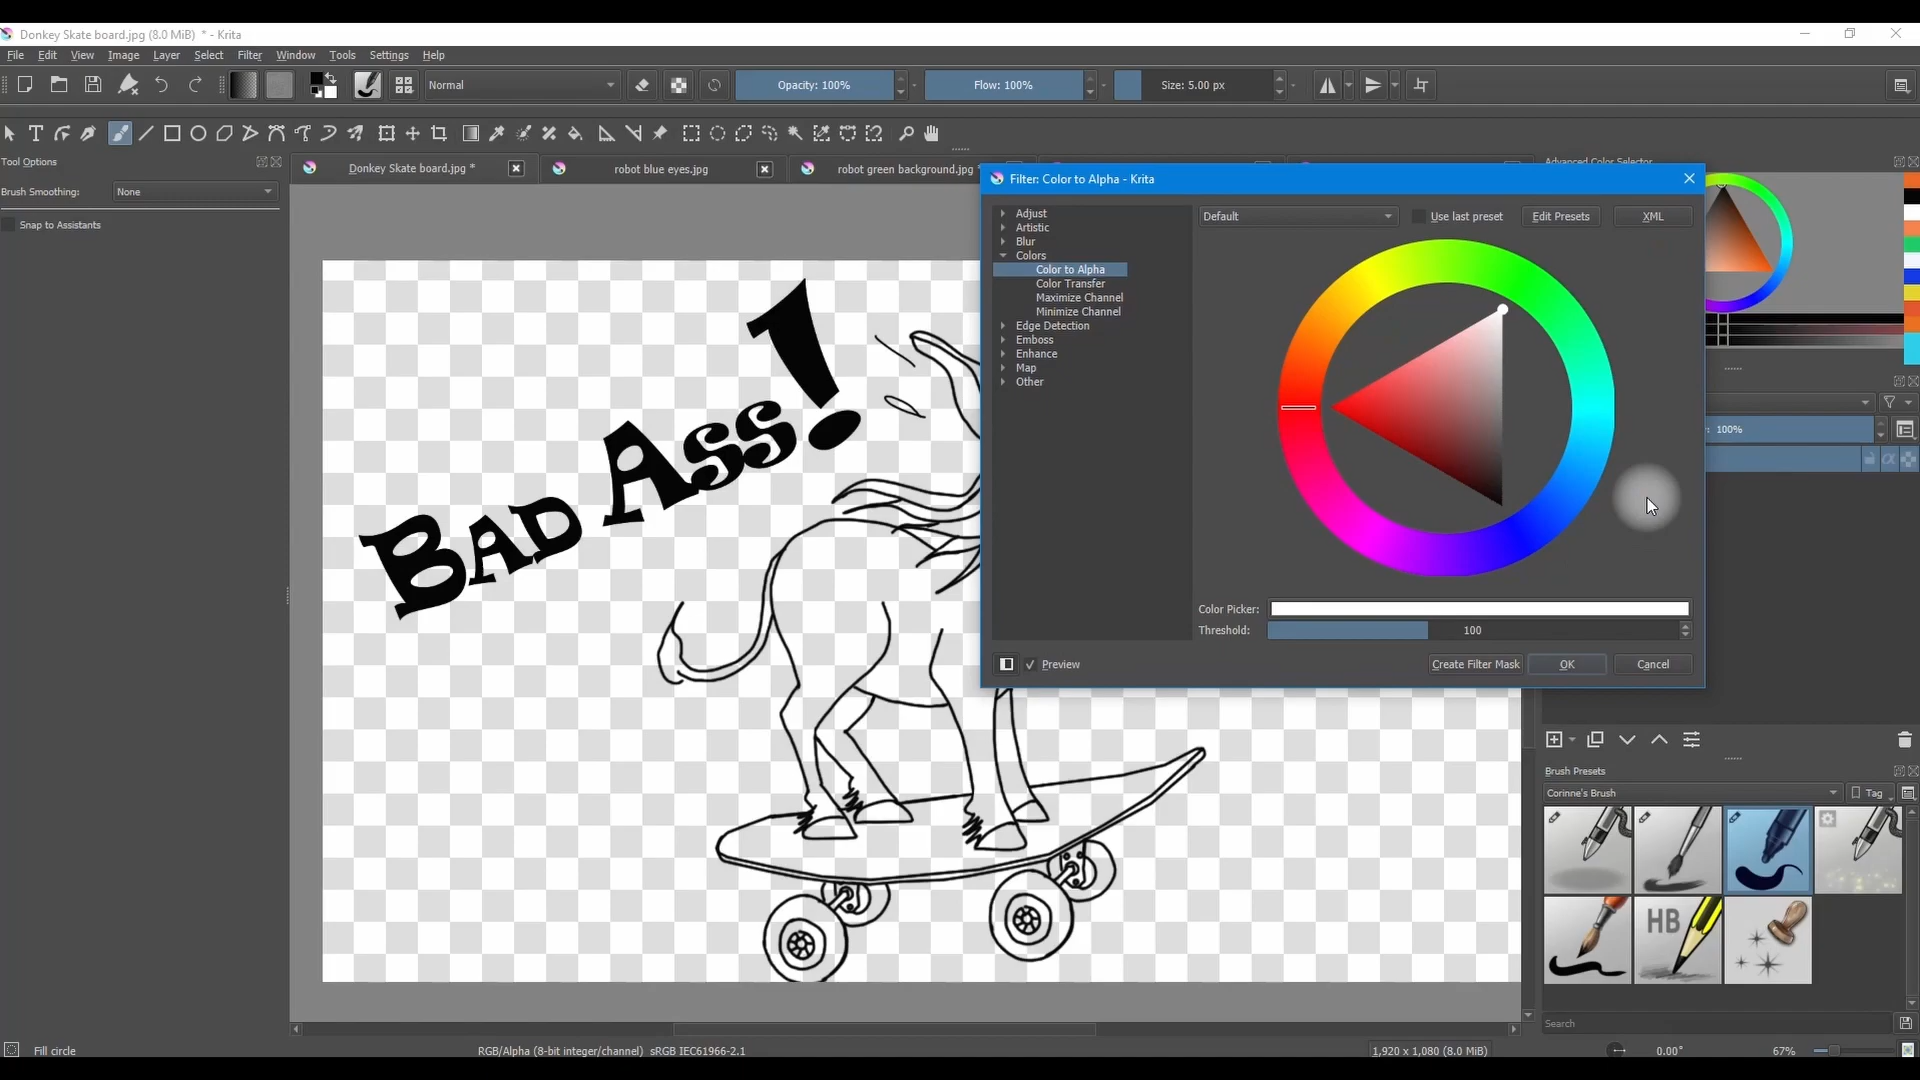 Donkey Skate board.jpg (8.0 MiB) * - Krita
File Edit View Image Layer Select Filter Window Tools Settings Help
Normal Opacity: 100% Flow: 100% Size: 5.00 px
Tool Options
Brush Smoothing: None
Snap to Assistants
Donkey Skate board.jpg * robot blue eyes.jpg robot green background.jpg
Filter: Color to Alpha - Krita
Adjust
Artistic
Blur
Colors
Color to Alpha
Color Transfer
Maximize Channel
Minimize Channel
Edge Detection
Emboss
Enhance
Map
Other
Default Use last preset Edit Presets XML
Color Picker:
Threshold: 100
Preview Create Filter Mask OK Cancel
BAD ASS!
100%
Brush Presets
Corinne's Brush Tag
HB
Search
Fill circle RGB/Alpha (8-bit integer/channel) sRGB IEC61966-2.1 1,920 x 1,080 (8.0 MiB) 0.00° 67%